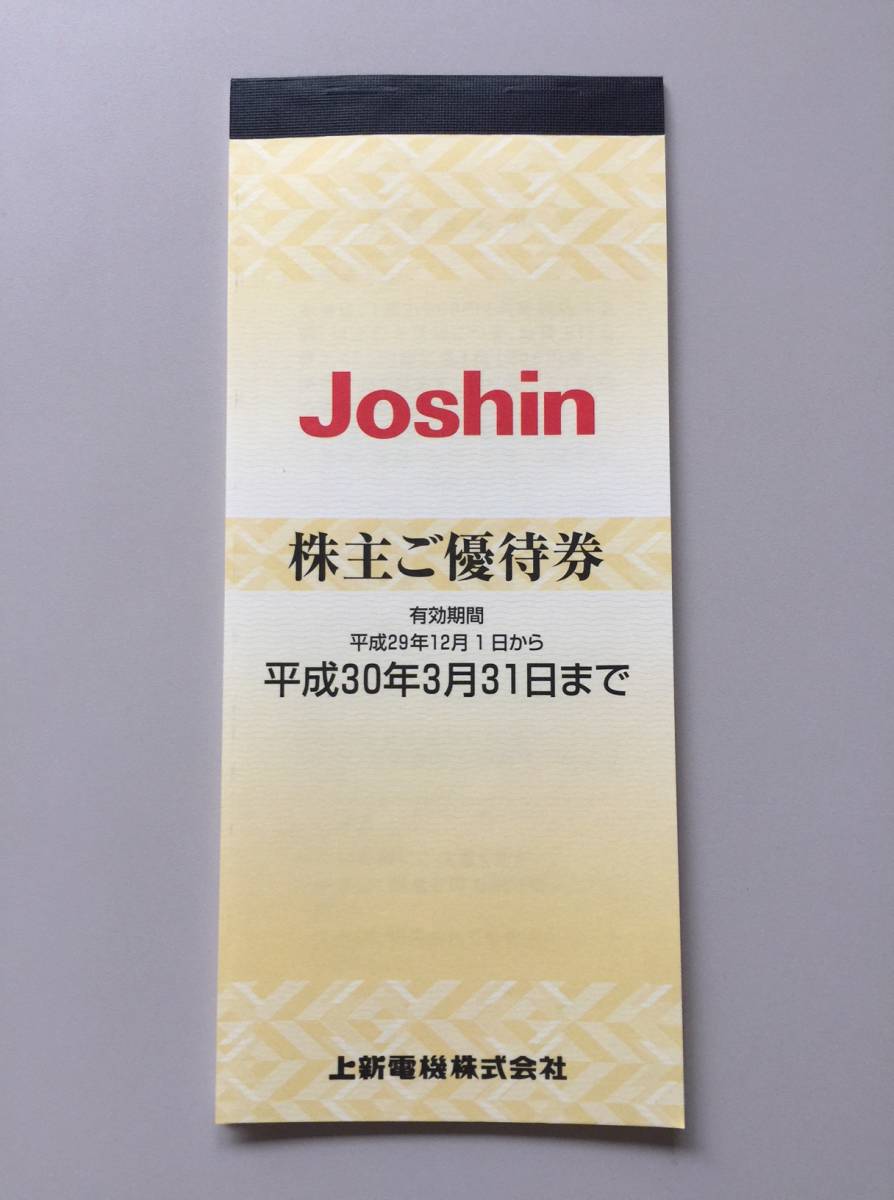 Joshin
株主ご優待券
有効期間
平成29年12月1日から
平成30年3月31日まで
上新電機株式会社